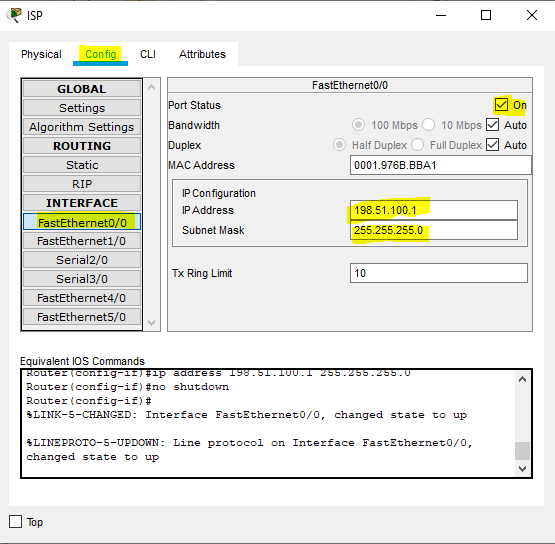 ISP
Physical Config CLI Attributes
GLOBAL
Settings
Algorithm Settings
ROUTING
Static
RIP
INTERFACE
FastEthernet0/0
FastEthernet1/0
Serial2/0
Serial3/0
FastEthernet4/0
FastEthernet5/0
FastEthernet0/0
Port Status On
Bandwidth 100 Mbps 10 Mbps Auto
Duplex Half Duplex Full Duplex Auto
MAC Address 0001.976B.BBA1
IP Configuration
IP Address 198.51.100.1
Subnet Mask 255.255.255.0
Tx Ring Limit 10
Equivalent IOS Commands
Router(config-if)#ip address 198.51.100.1 255.255.255.0
Router(config-if)#no shutdown
Router(config-if)#
%LINK-5-CHANGED: Interface FastEthernet0/0, changed state to up
%LINEPROTO-5-UPDOWN: Line protocol on Interface FastEthernet0/0,
changed state to up
Top